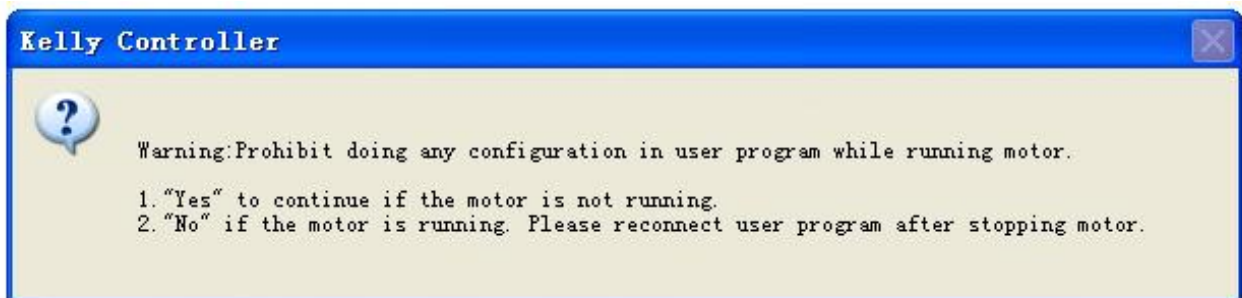 Kelly Controller
?
Warning:Prohibit doing any configuration in user program while running motor.
1."Yes" to continue if the motor is not running.
2."No" if the motor is running. Please reconnect user program after stopping motor.